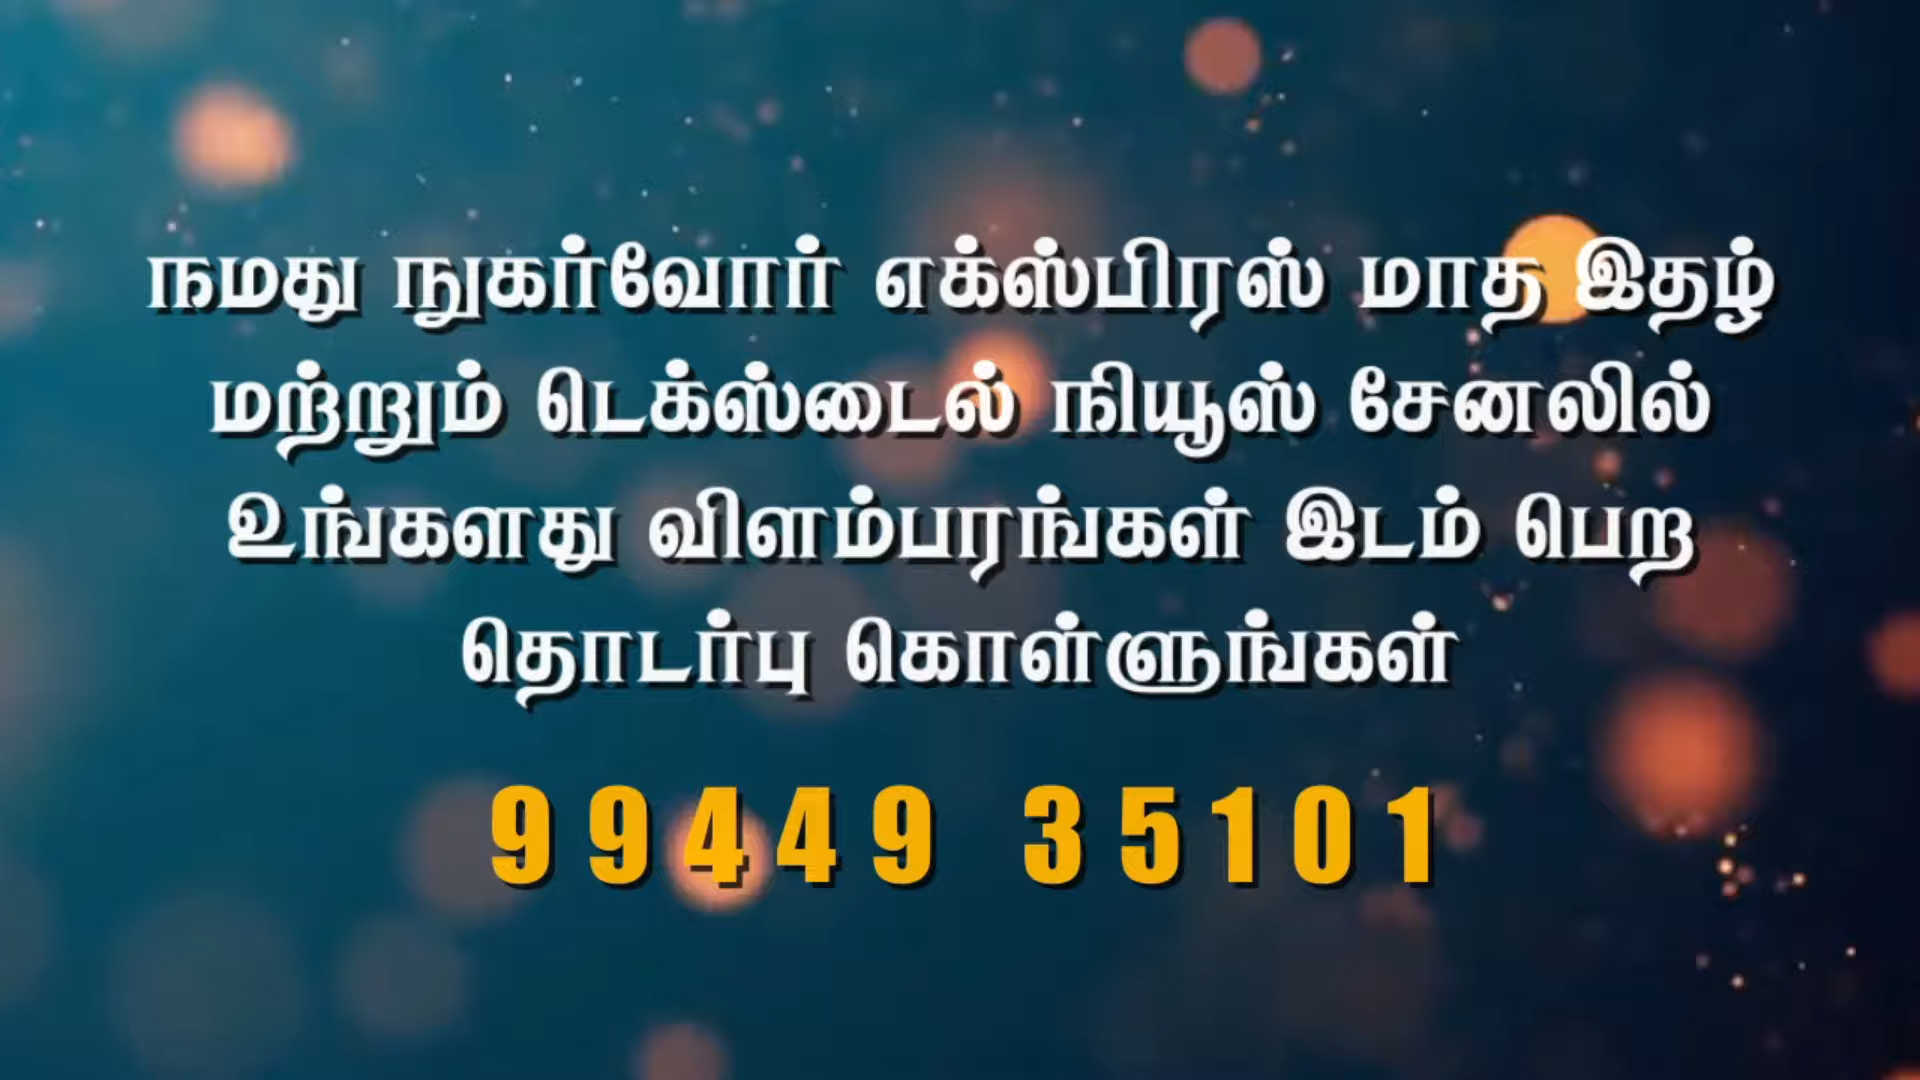 நமது நுகர்வோர் எக்ஸ்பிரஸ் மாத இதழ்
மற்றும் டெக்ஸ்டைல் நியூஸ் சேனலில்
உங்களது விளம்பரங்கள் இடம் பெற
தொடர்பு கொள்ளுங்கள்
99449 35101